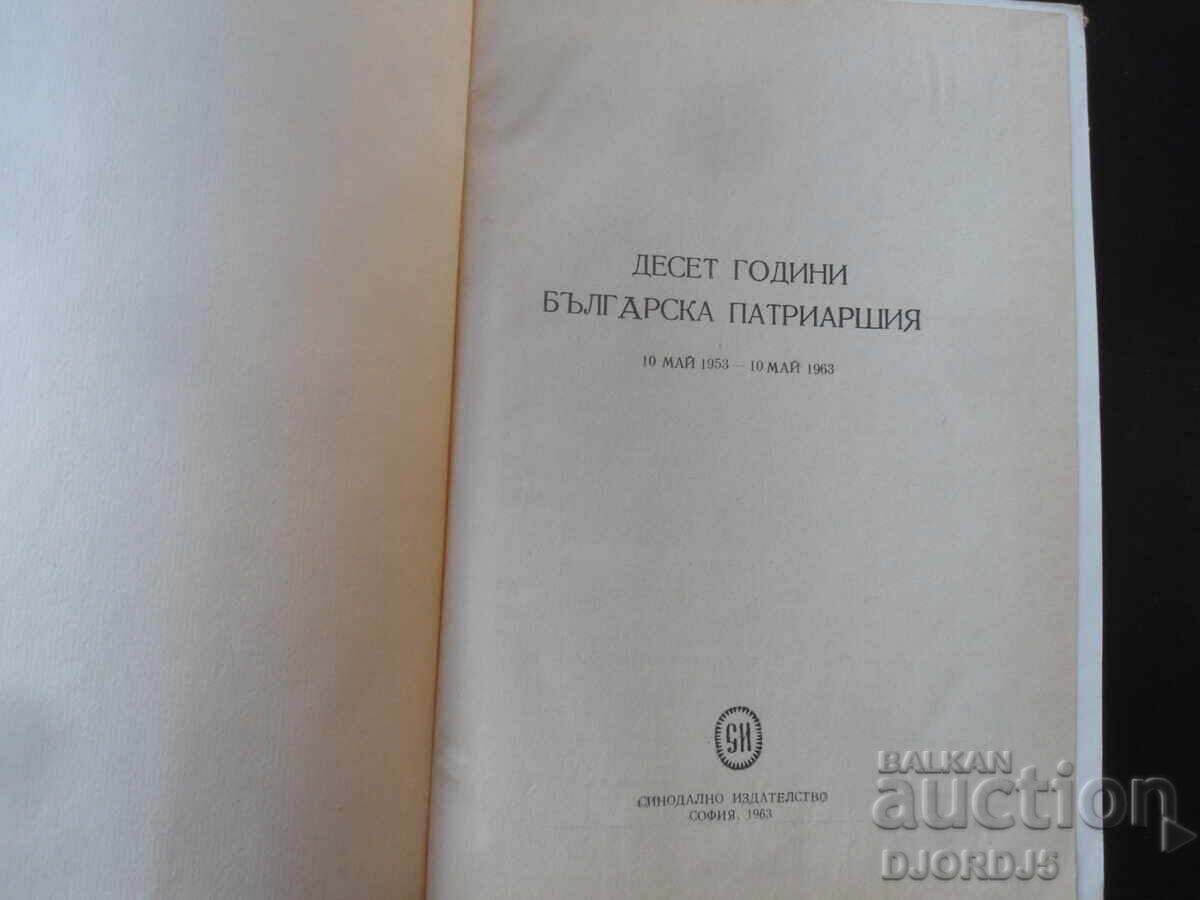 ДЕСЕТ ГОДИНИ
БЪЛГАРСКА ПАТРИАРШИЯ
10 МАЙ 1953 — 10 МАЙ 1963
СИ
СИНОДАЛНО ИЗДАТЕЛСТВО
СОФИЯ, 1963
BALKAN
auction
DJORDJ5